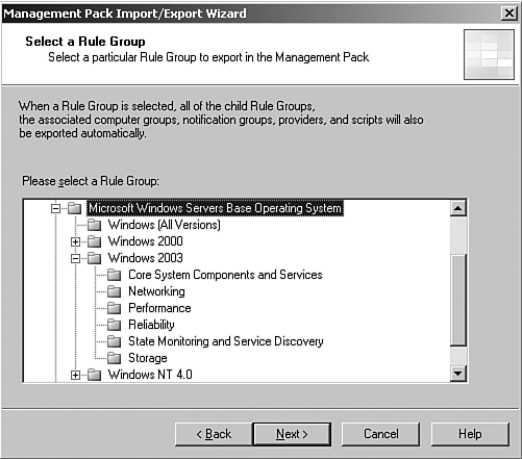 Management Pack Import/Export Wizard
Select a Rule Group
Select a particular Rule Group to export in the Management Pack
When a Rule Group is selected, all of the child Rule Groups,
the associated computer groups, notification groups, providers, and scripts will also
be exported automatically.
Please select a Rule Group:
Microsoft Windows Servers Base Operating System
Windows (All Versions)
Windows 2000
Windows 2003
Core System Components and Services
Networking
Performance
Reliability
State Monitoring and Service Discovery
Storage
Windows NT 4.0
< Back Next > Cancel Help